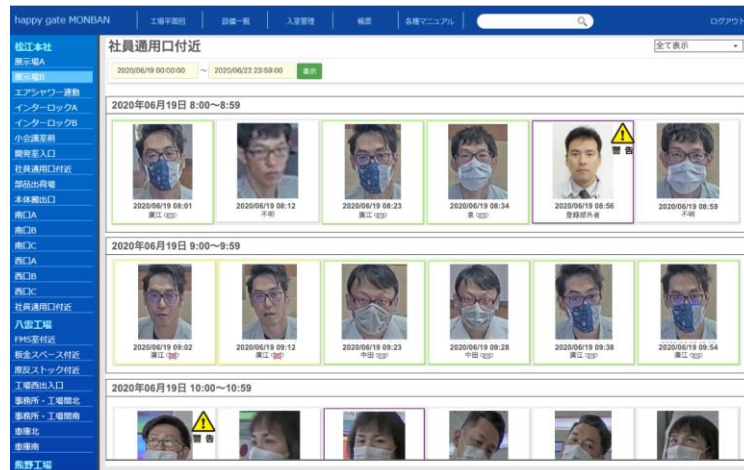 happy gate MONBAN
工場平面図
設備一覧
入室管理
帳票
各種マニュアル
ログアウト
松江本社
展示場A
展示場B
エアシャワー連動
インターロックA
インターロックB
小会議室前
開発室入口
社員通用口付近
部品出荷場
本体搬出口
南口A
南口B
南口C
西口A
西口B
西口C
社員通用口付近
八雲工場
FMS室付近
板金スペース付近
原反ストック付近
工場西出入口
事務所・工場間北
事務所・工場間南
車庫北
車庫南
熊野工場
社員通用口付近
全て表示
2020/06/19 00:00:00 ~ 2020/06/22 23:59:00 表示
2020年06月19日 8:00~8:59
警告
2020/06/19 08:01
廣江
2020/06/19 08:12
不明
2020/06/19 08:23
廣江
2020/06/19 08:34
泉
2020/06/19 08:56
登録部外者
2020/06/19 08:59
不明
2020年06月19日 9:00~9:59
2020/06/19 09:02
廣江
2020/06/19 09:12
廣江
2020/06/19 09:23
中田
2020/06/19 09:28
中田
2020/06/19 09:38
廣江
2020/06/19 09:54
廣江
2020年06月19日 10:00~10:59
警告